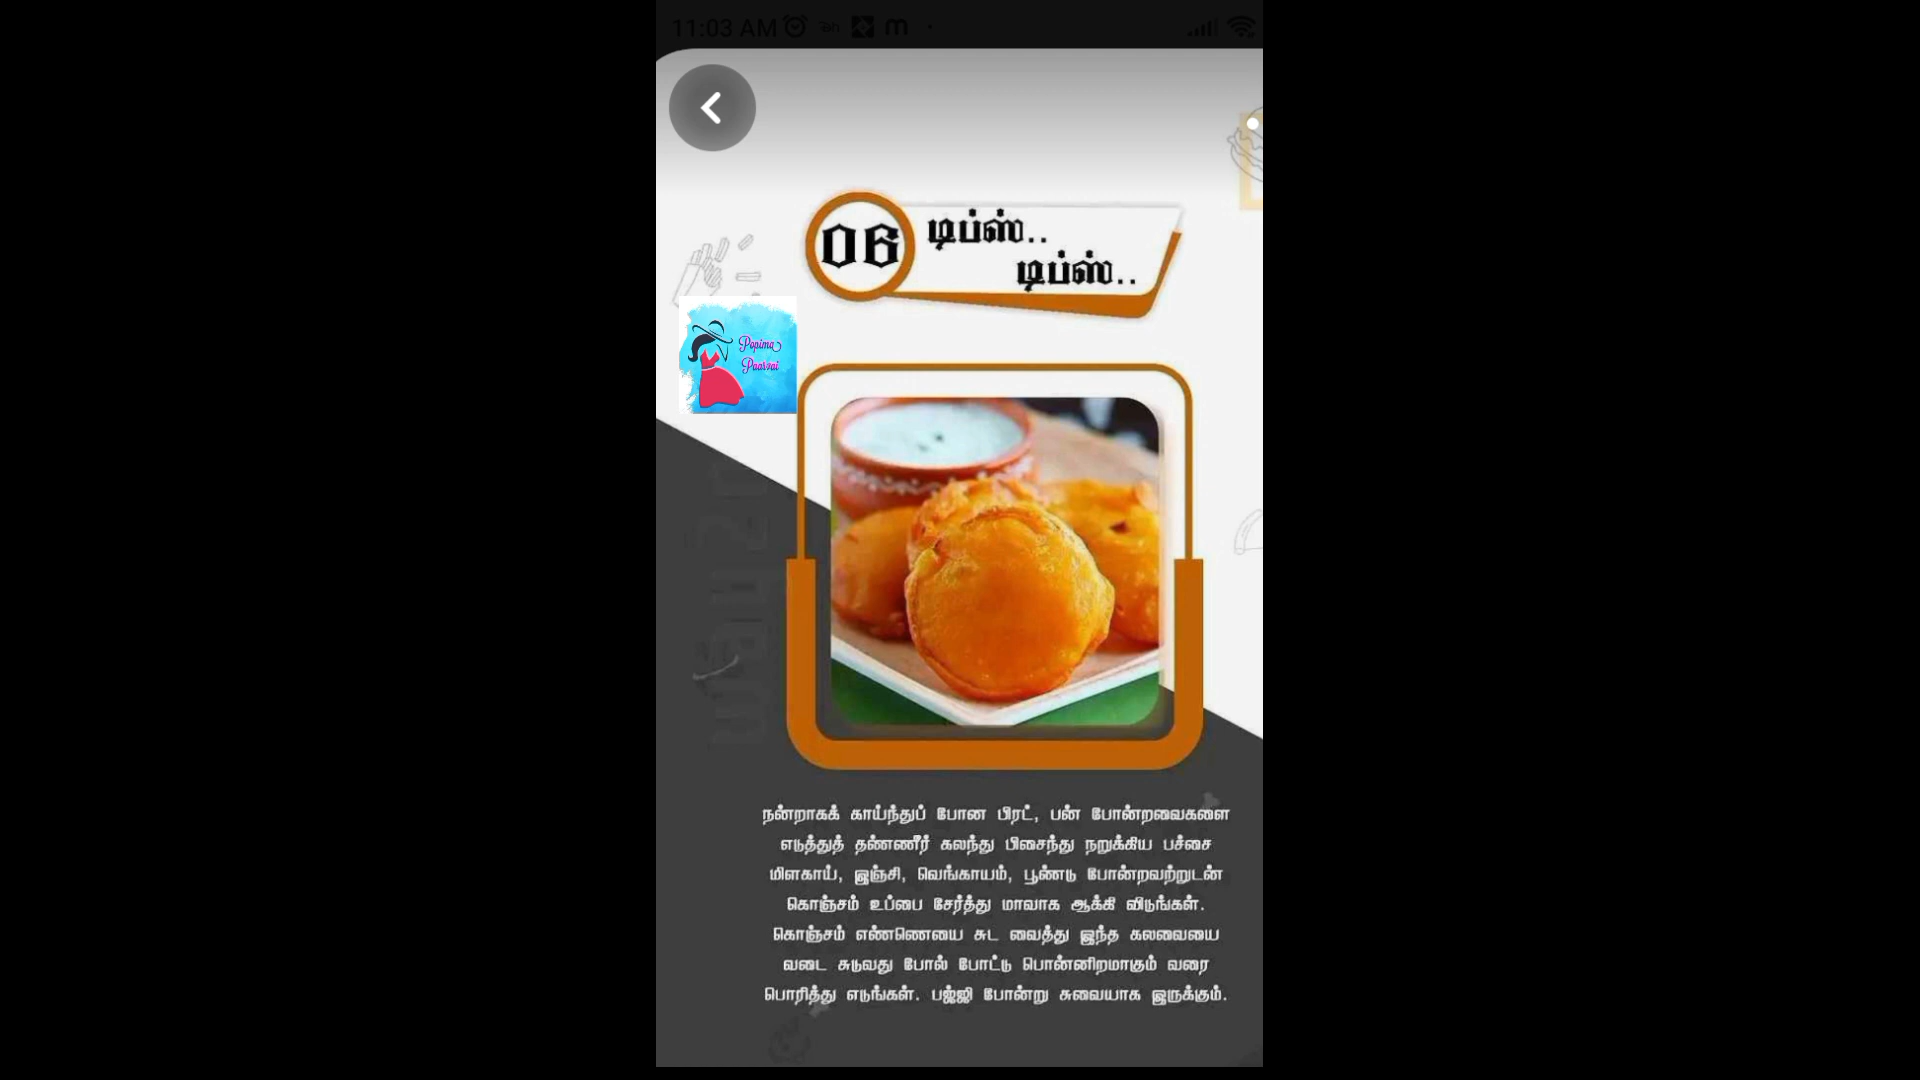 11:03 AM
06 டிப்ஸ்..
டிப்ஸ்..
Popima
Paarvai
நன்றாகக் காய்ந்துப் போன பிரட், பன் போன்றவைகளை
எடுத்துத் தண்ணீர் கலந்து பிசைந்து நறுக்கிய பச்சை
மிளகாய், இஞ்சி, வெங்காயம், பூண்டு போன்றவற்றுடன்
கொஞ்சம் உப்பை சேர்த்து மாவாக ஆக்கி விடுங்கள்.
கொஞ்சம் எண்ணெயை சுட வைத்து இந்த கலவையை
வடை சுடுவது போல் போட்டு பொன்னிறமாகும் வரை
பொரித்து எடுங்கள். பஜ்ஜி போன்று சுவையாக இருக்கும்.